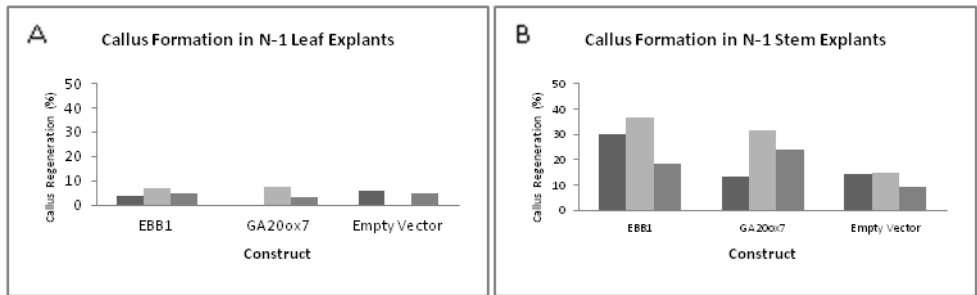 A
Callus Formation in N-1 Leaf Explants
Callus Regeneration (%)
50
40
30
20
10
0
EBB1 GA20ox7 Empty Vector
Construct
B
Callus Formation in N-1 Stem Explants
Callus Regeneration (%)
50
40
30
20
10
0
EBB1 GA20ox7 Empty Vector
Construct